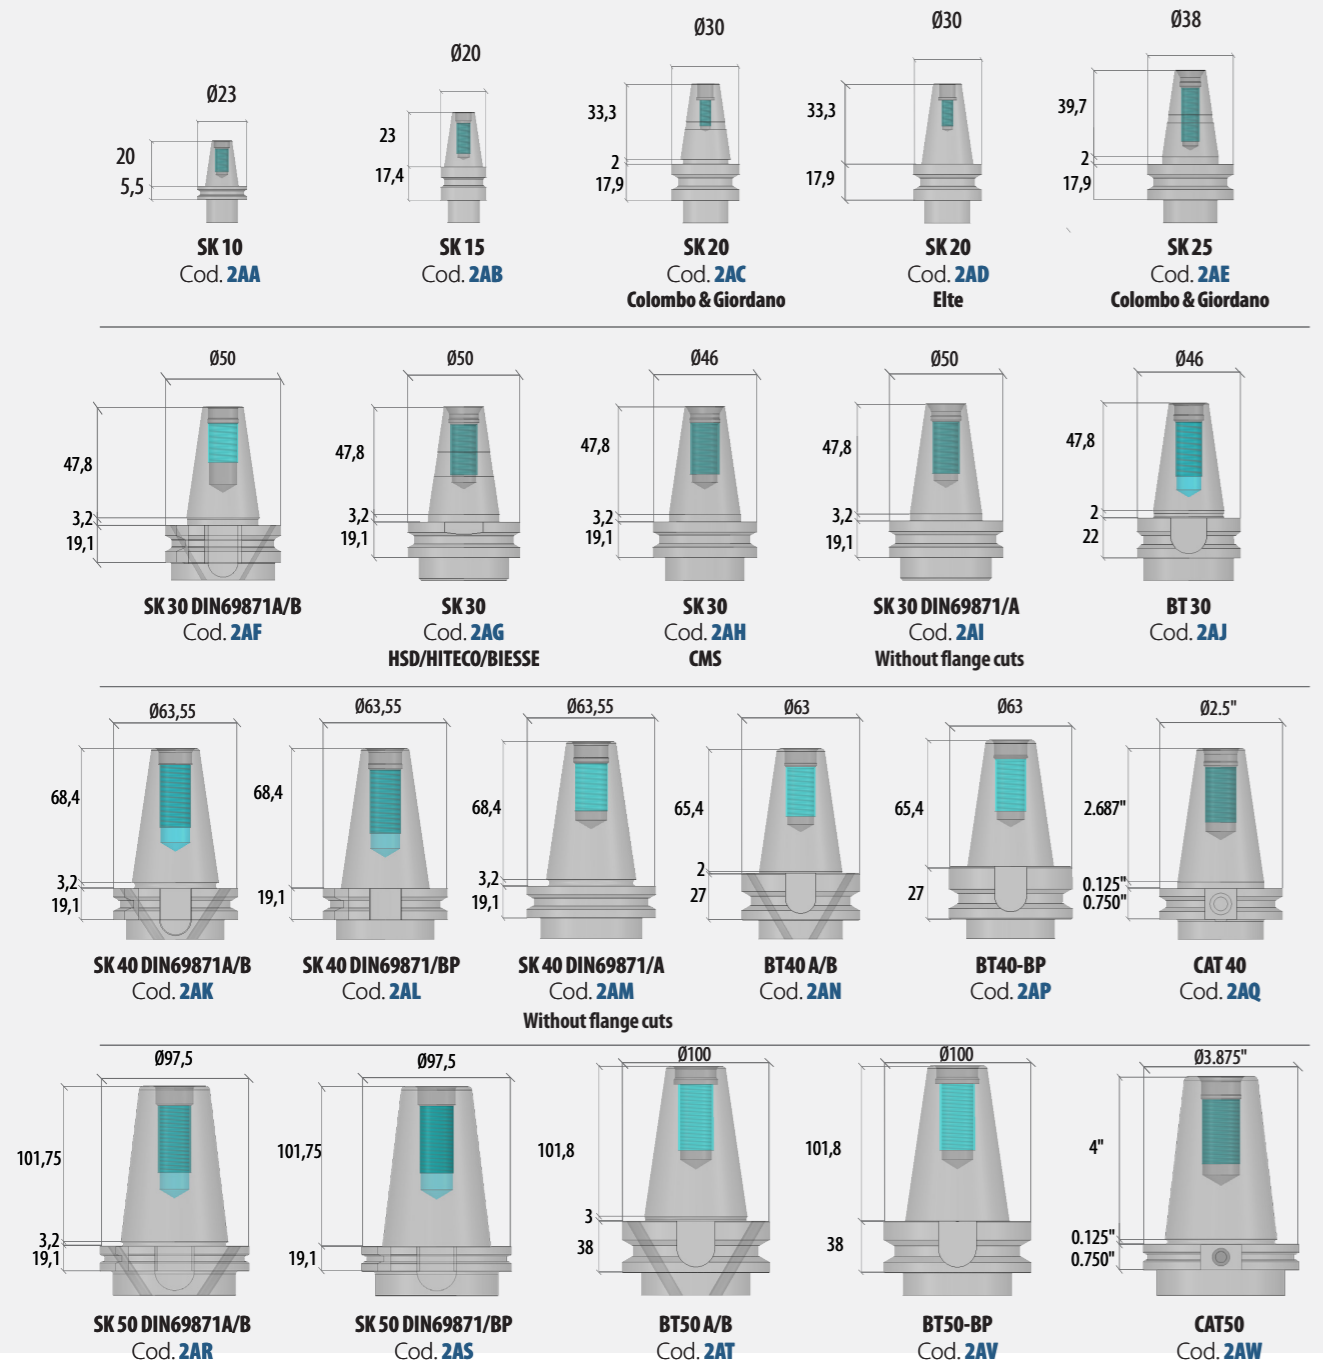 Ø23
20
5,5
SK 10
Cod. 2AA
Ø20
23
17,4
SK 15
Cod. 2AB
Ø30
33,3
2
17,9
SK 20
Cod. 2AC
Colombo & Giordano
Ø30
33,3
17,9
SK 20
Cod. 2AD
Elte
Ø38
39,7
2
17,9
SK 25
Cod. 2AE
Colombo & Giordano
Ø50
47,8
3,2
19,1
SK 30 DIN69871A/B
Cod. 2AF
Ø50
47,8
3,2
19,1
SK 30
Cod. 2AG
HSD/HITECO/BIESSE
Ø46
47,8
3,2
19,1
SK 30
Cod. 2AH
CMS
Ø50
47,8
3,2
19,1
SK 30 DIN69871/A
Cod. 2AI
Without flange cuts
Ø46
47,8
2
22
BT 30
Cod. 2AJ
Ø63,55
68,4
3,2
19,1
SK 40 DIN69871A/B
Cod. 2AK
Ø63,55
68,4
19,1
SK 40 DIN69871/BP
Cod. 2AL
Ø63,55
68,4
3,2
19,1
SK 40 DIN69871/A
Cod. 2AM
Without flange cuts
Ø63
65,4
2
27
BT40 A/B
Cod. 2AN
Ø63
65,4
27
BT40-BP
Cod. 2AP
Ø2.5"
2.687"
0.125"
0.750"
CAT 40
Cod. 2AQ
Ø97,5
101,75
3,2
19,1
SK 50 DIN69871A/B
Cod. 2AR
Ø97,5
101,75
19,1
SK 50 DIN69871/BP
Cod. 2AS
Ø100
101,8
3
38
BT50 A/B
Cod. 2AT
Ø100
101,8
38
BT50-BP
Cod. 2AV
Ø3.875"
4"
0.125"
0.750"
CAT50
Cod. 2AW